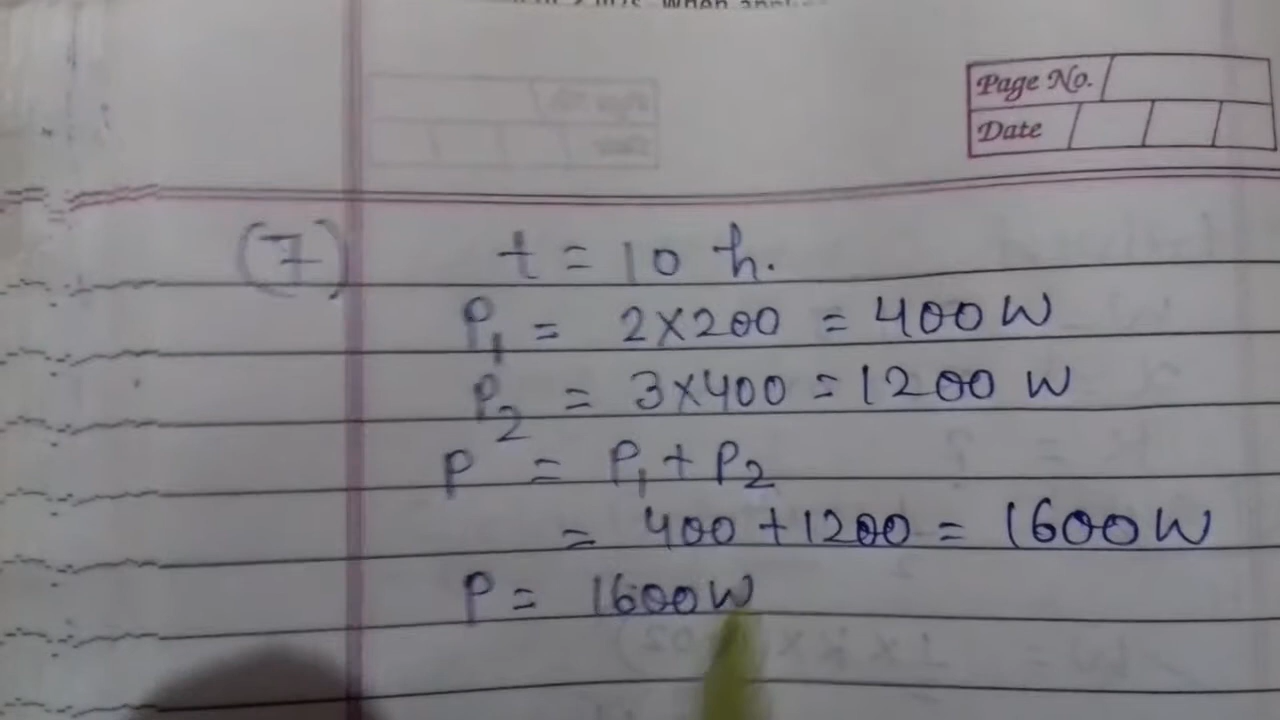 When
Page No.
Date
(7) t = 10 h.
P1 = 2×200 = 400 W
P2 = 3×400 = 1200 W
P = P1 + P2
= 400 + 1200 = 1600 W
P = 1600 W